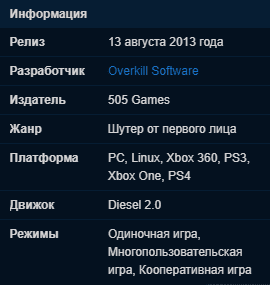 Информация
Релиз 13 августа 2013 года
Разработчик Overkill Software
Издатель 505 Games
Жанр Шутер от первого лица
Платформа PC, Linux, Xbox 360, PS3,
Xbox One, PS4
Движок Diesel 2.0
Режимы Одиночная игра,
Многопользовательская
игра, Кооперативная игра